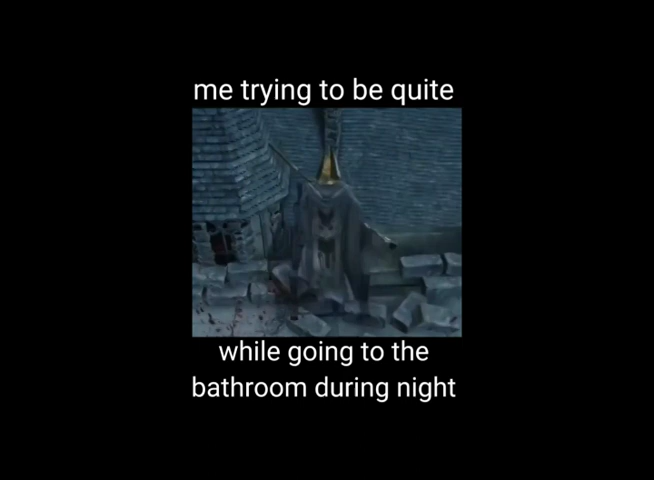 me trying to be quite
while going to the
bathroom during night